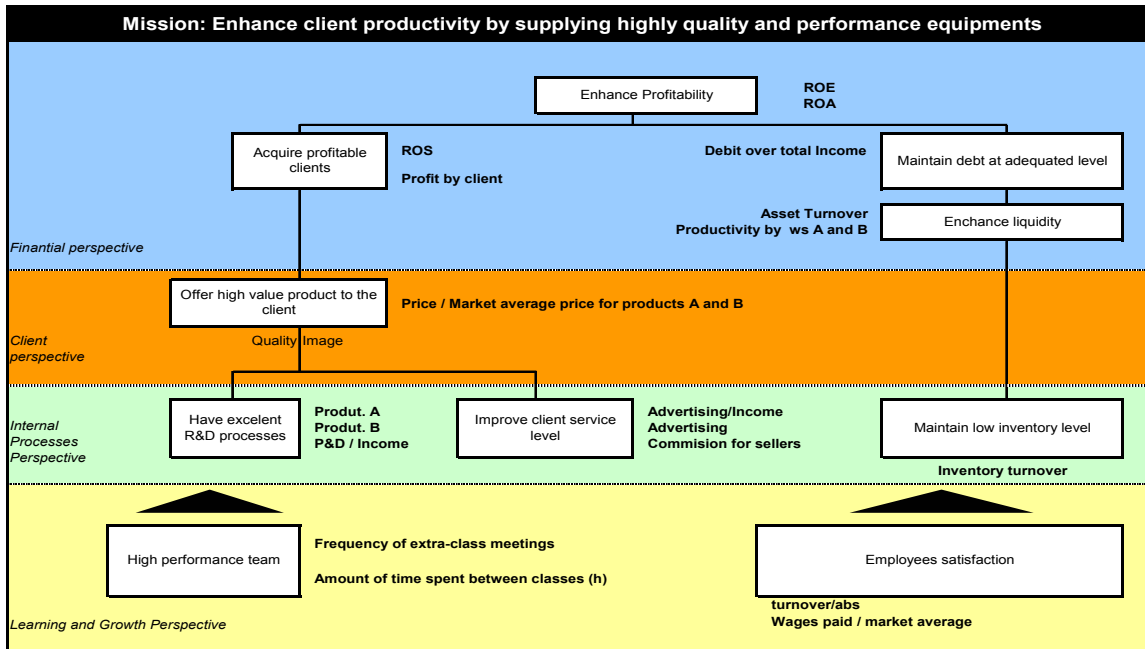 Mission: Enhance client productivity by supplying highly quality and performance equipments
Enhance Profitability
ROE
ROA
Acquire profitable
clients
ROS
Profit by client
Debit over total Income
Maintain debt at adequated level
Asset Turnover
Productivity by ws A and B
Enchance liquidity
Finantial perspective
Offer high value product to the
client
Price / Market average price for products A and B
Quality Image
Client
perspective
Have excelent
R&D processes
Produt. A
Produt. B
P&D / Income
Improve client service
level
Advertising/Income
Advertising
Commision for sellers
Maintain low inventory level
Inventory turnover
Internal
Processes
Perspective
High performance team
Frequency of extra-class meetings
Amount of time spent between classes (h)
Employees satisfaction
turnover/abs
Wages paid / market average
Learning and Growth Perspective